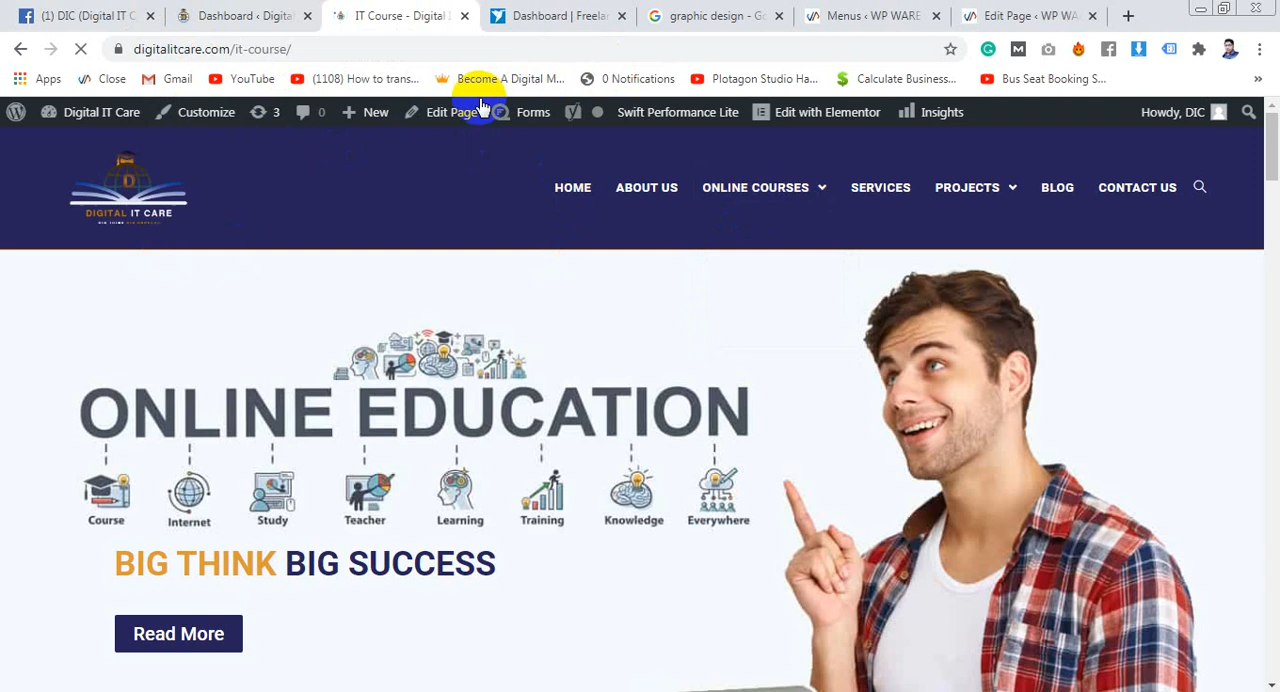 (1) DIC (Digital IT C
Dashboard ‹ Digital
IT Course - Digital I
Dashboard | Freelan
graphic design - Go
Menus ‹ WP WARE
Edit Page ‹ WP WA
digitalitcare.com/it-course/
Apps
Close
Gmail
YouTube
(1108) How to trans...
Become A Digital M...
0 Notifications
Plotagon Studio Ha...
Calculate Business...
Bus Seat Booking S...
»
Digital IT Care
Customize
3
0
New
Edit Page
Forms
Swift Performance Lite
Edit with Elementor
Insights
Howdy, DIC
D
DIGITAL IT CARE
HOME
ABOUT US
ONLINE COURSES
SERVICES
PROJECTS
BLOG
CONTACT US
ONLINE EDUCATION
Course
Internet
Study
Teacher
Learning
Training
Knowledge
Everywhere
BIG THINK BIG SUCCESS
Read More